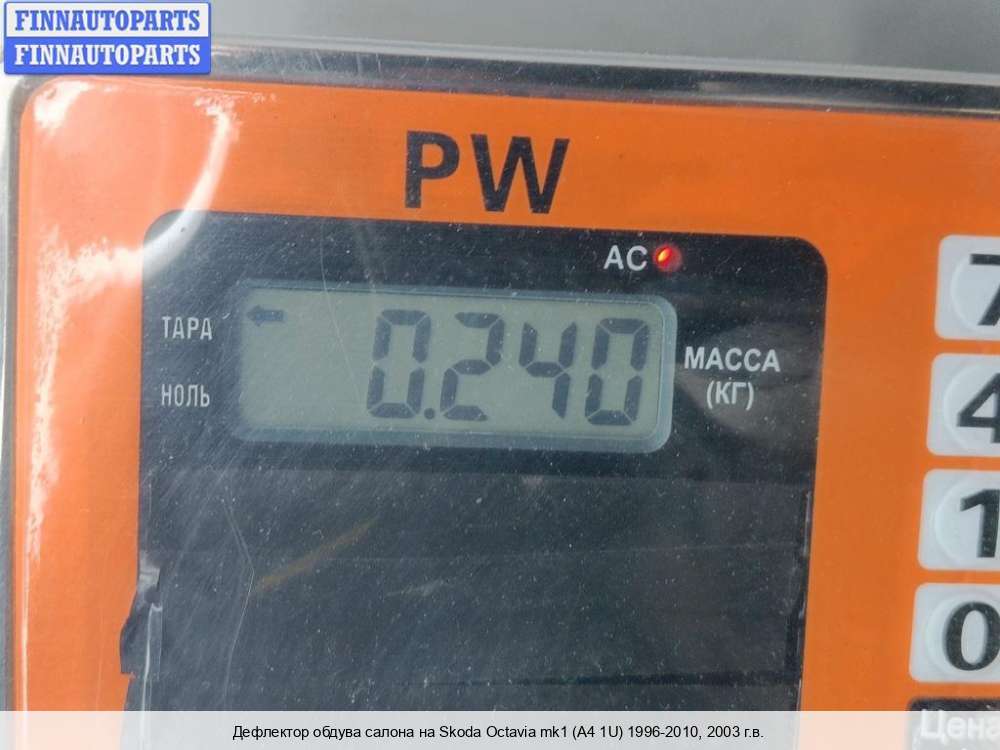 FINNAUTOPARTS
FINNAUTOPARTS
PW
AC
ТАРА
0.240
МАССА
(КГ)
НОЛЬ
7
4
1
0
Цена
Дефлектор обдува салона на Skoda Octavia mk1 (A4 1U) 1996-2010, 2003 г.в.